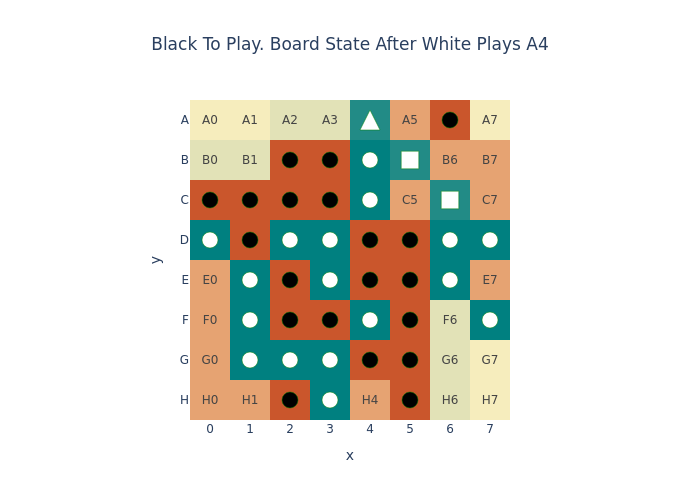 Black To Play. Board State After White Plays A4
A A0 A1 A2 A3 A5 A7
B B0 B1 B6 B7
C C5 C7
D
E E0 E7
F F0 F6
G G0 G6 G7
H H0 H1 H4 H6 H7
0 1 2 3 4 5 6 7
x
y